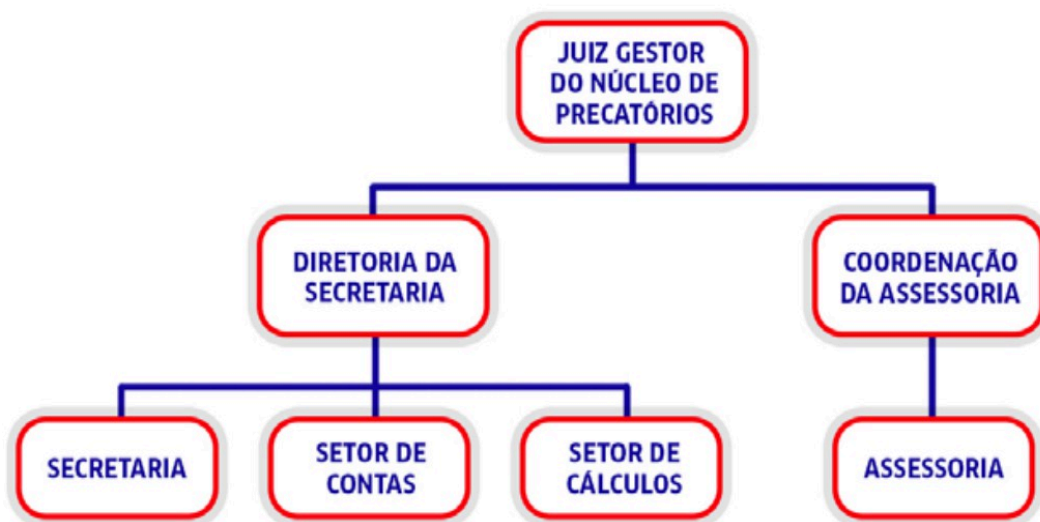 JUIZ GESTOR
DO NÚCLEO DE
PRECATÓRIOS
DIRETORIA DA
SECRETARIA
COORDENAÇÃO
DA ASSESSORIA
SECRETARIA
SETOR DE
CONTAS
SETOR DE
CÁLCULOS
ASSESSORIA